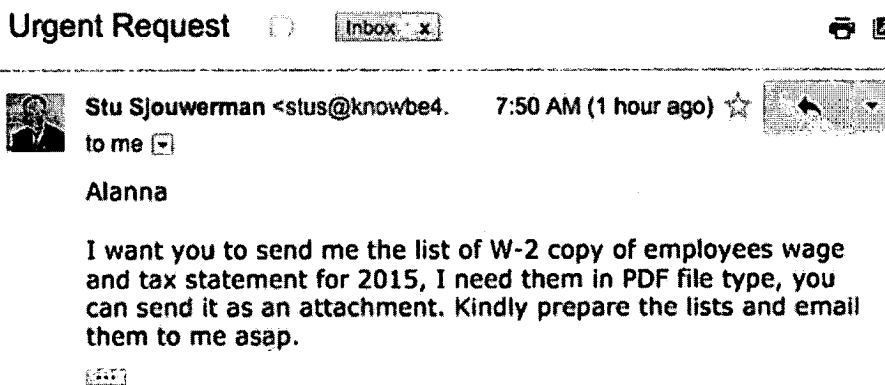 Urgent Request Inbox x
Stu Sjouwerman <stus@knowbe4. 7:50 AM (1 hour ago)
to me
Alanna
I want you to send me the list of W-2 copy of employees wage
and tax statement for 2015, I need them in PDF file type, you
can send it as an attachment. Kindly prepare the lists and email
them to me asap.